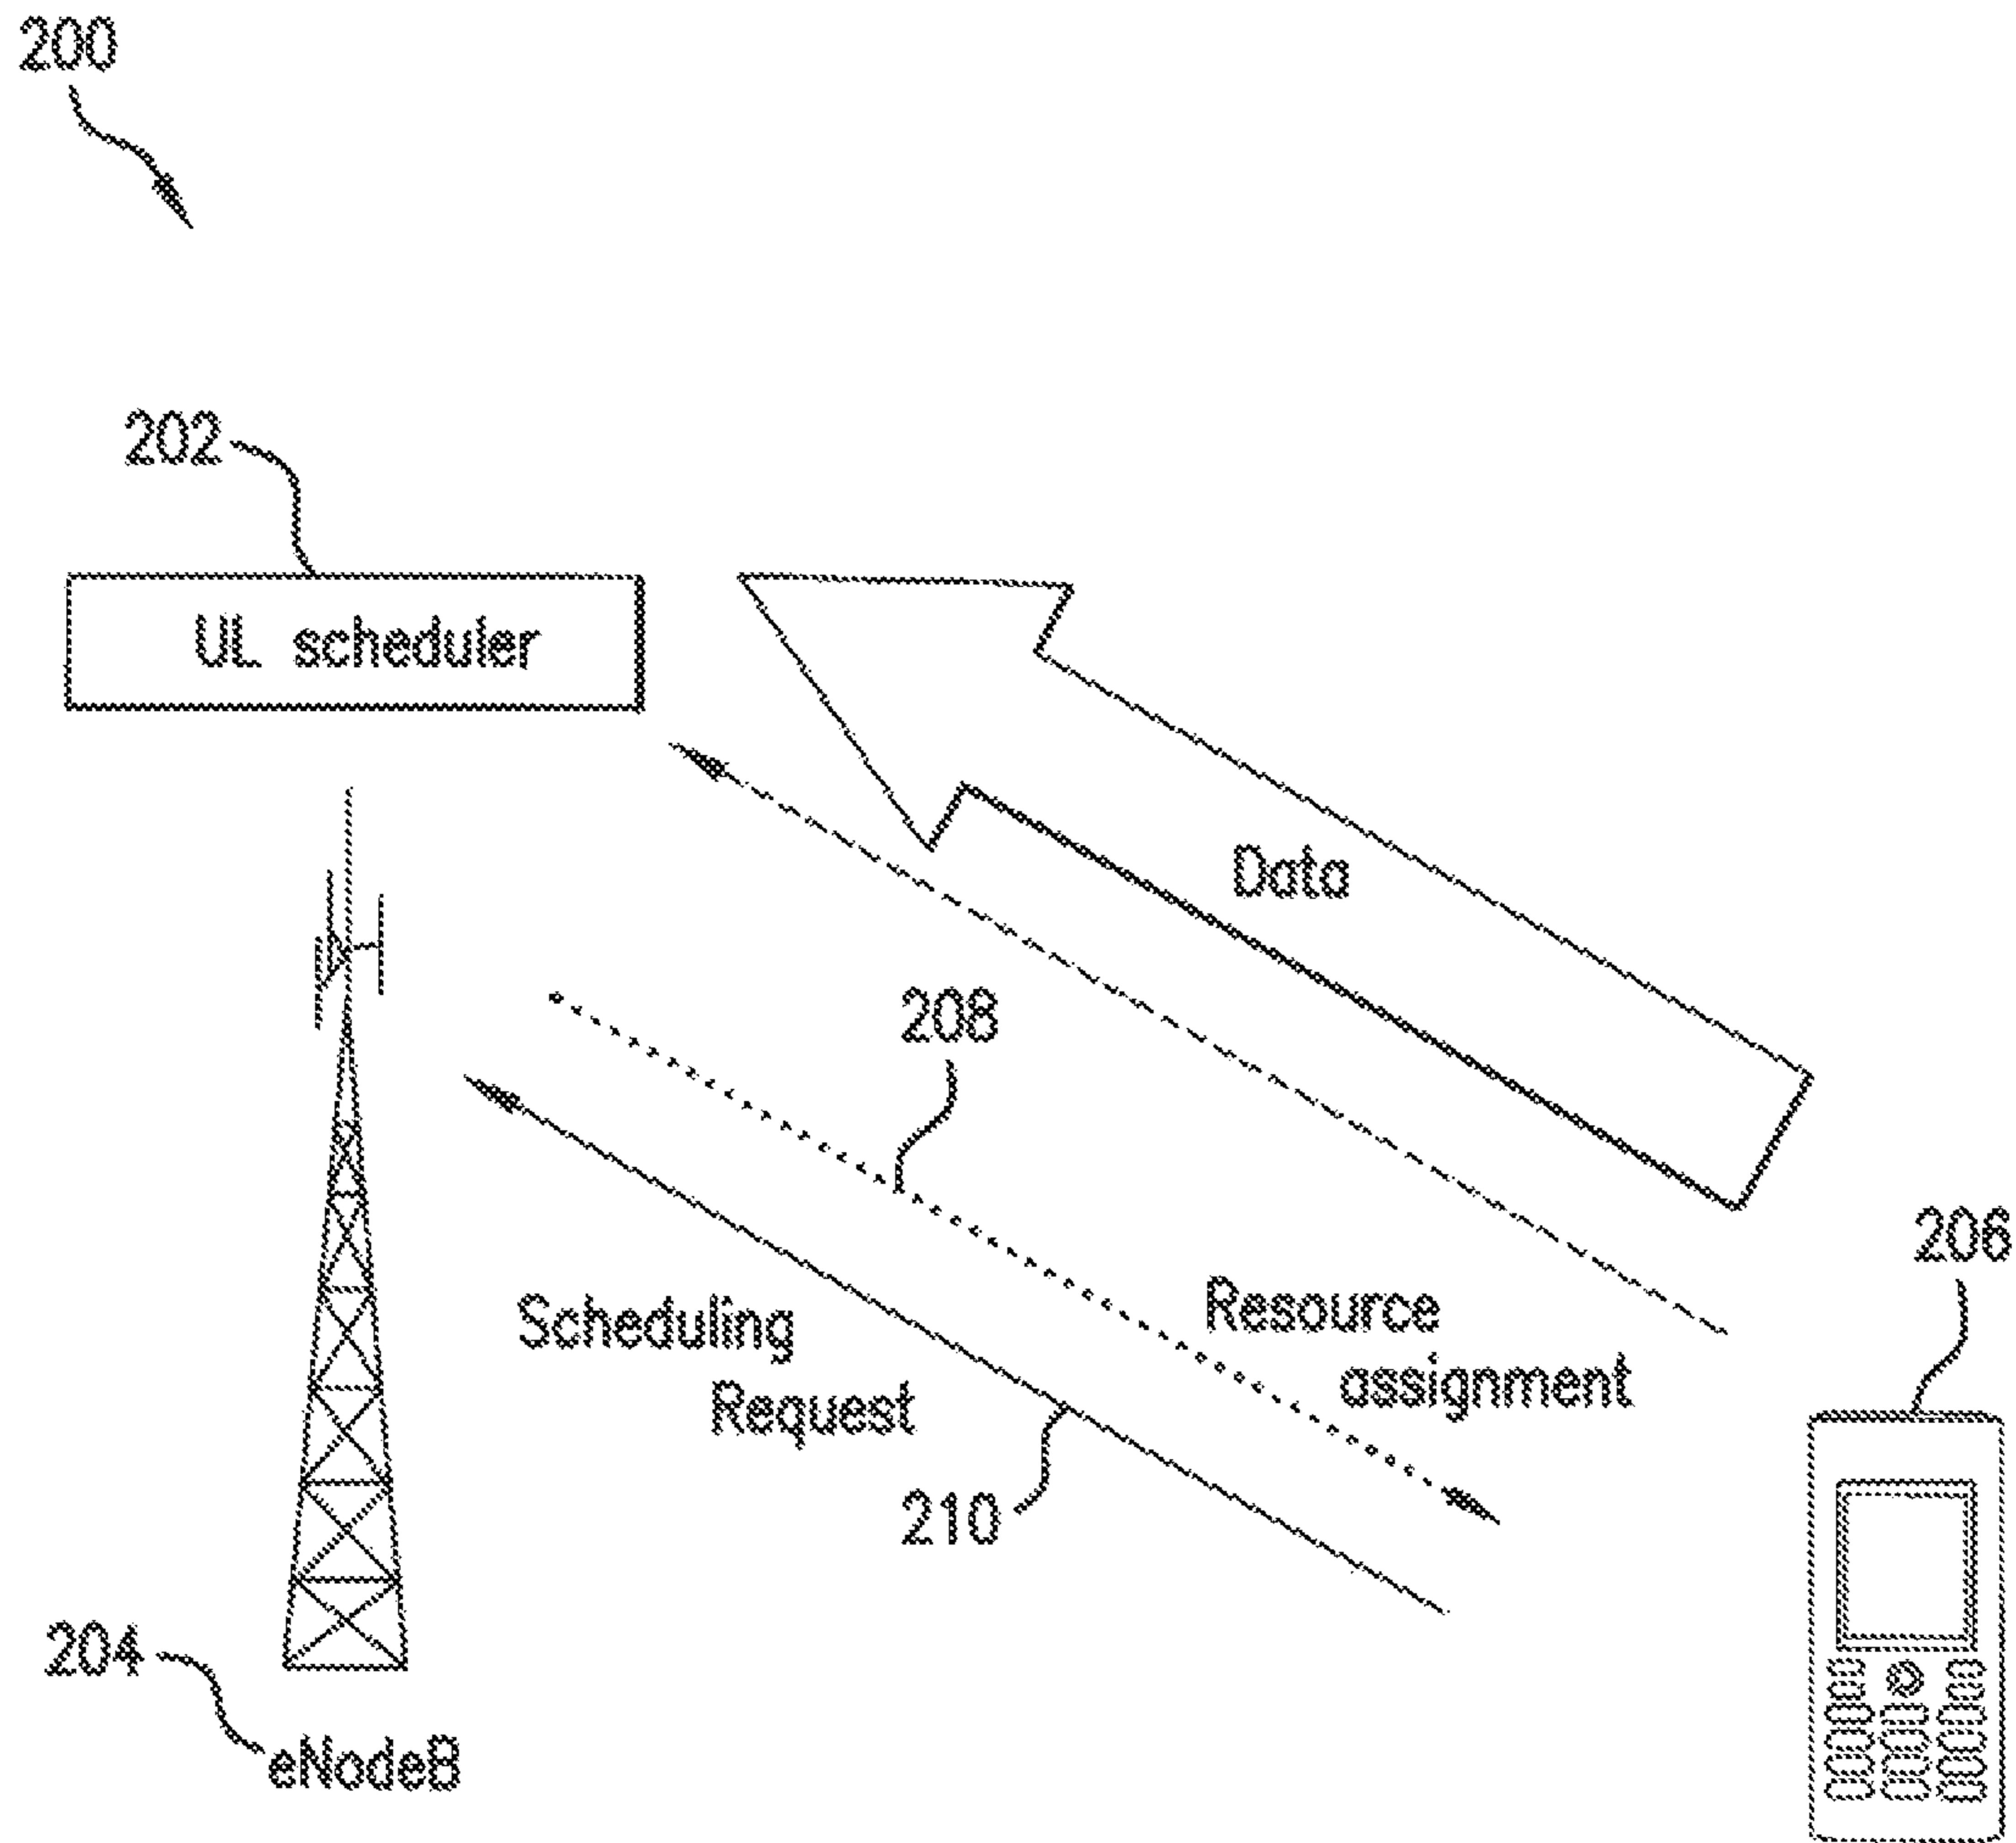 200
202
UL scheduler
Data
208
206
Resource
assignment
Scheduling
Request
210
204
eNodeB